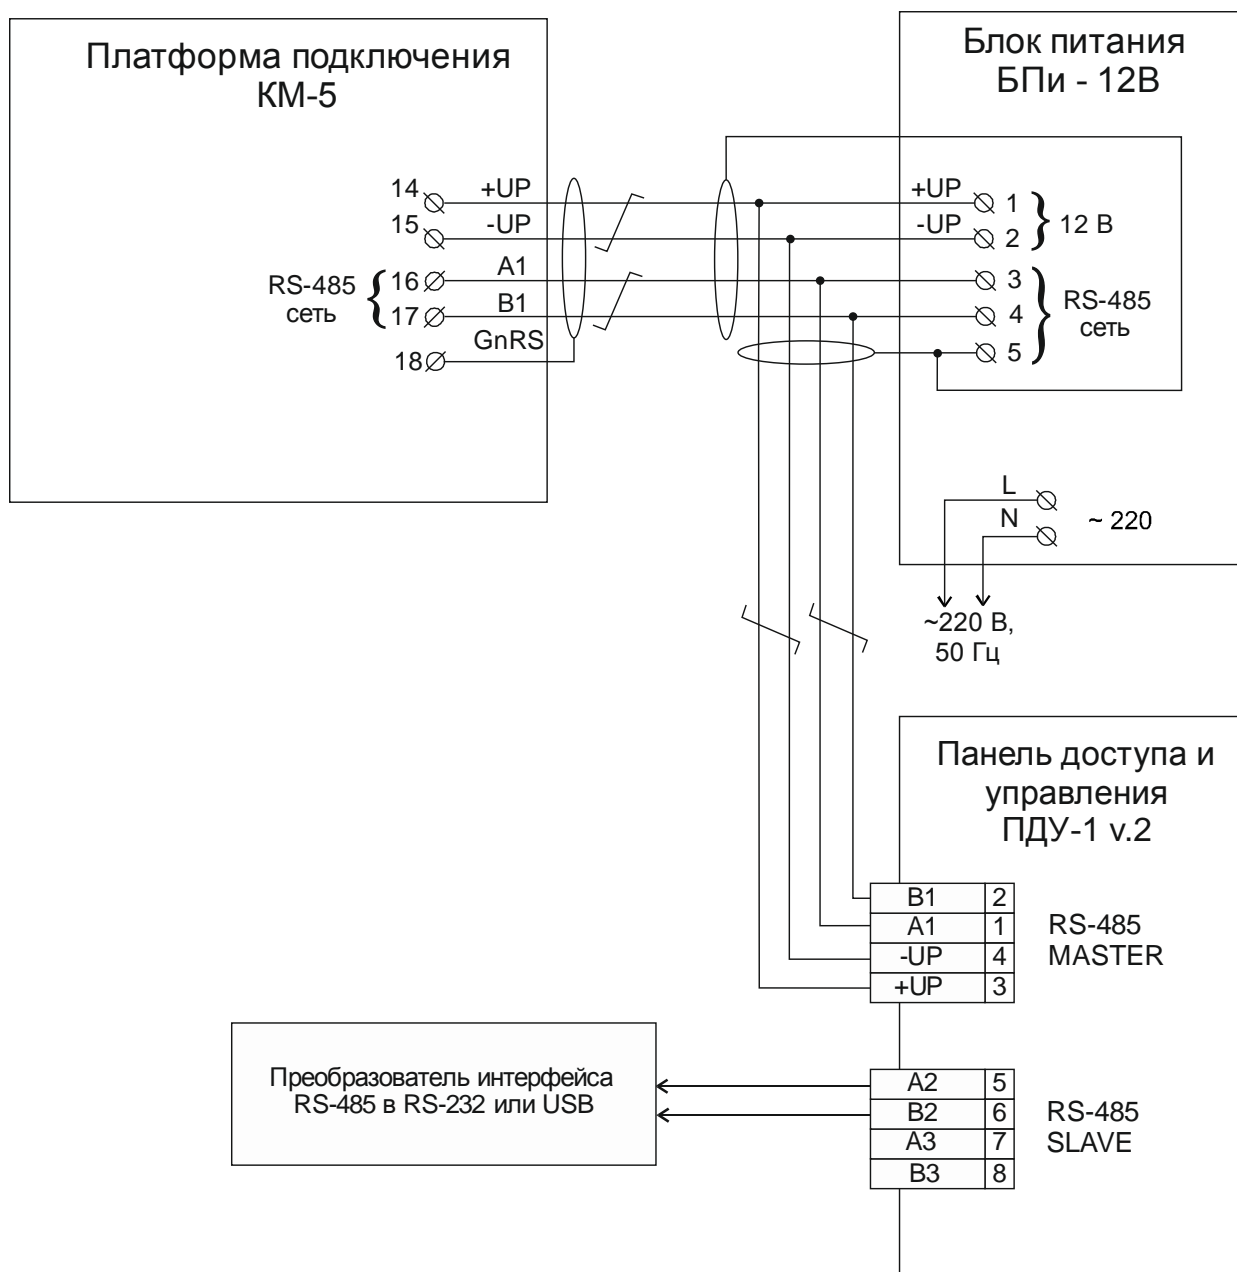 Платформа подключения
КМ-5
14
+UP
15
-UP
RS-485
сеть
16
A1
17
B1
GnRS
18
Блок питания
БПи - 12В
+UP
1
-UP
2
12 В
3
4
5
RS-485
сеть
L
N
~ 220
~220 В,
50 Гц
Панель доступа и
управления
ПДУ-1 v.2
B1 2
A1 1
-UP 4
+UP 3
RS-485
MASTER
Преобразователь интерфейса
RS-485 в RS-232 или USB
A2 5
B2 6
A3 7
B3 8
RS-485
SLAVE